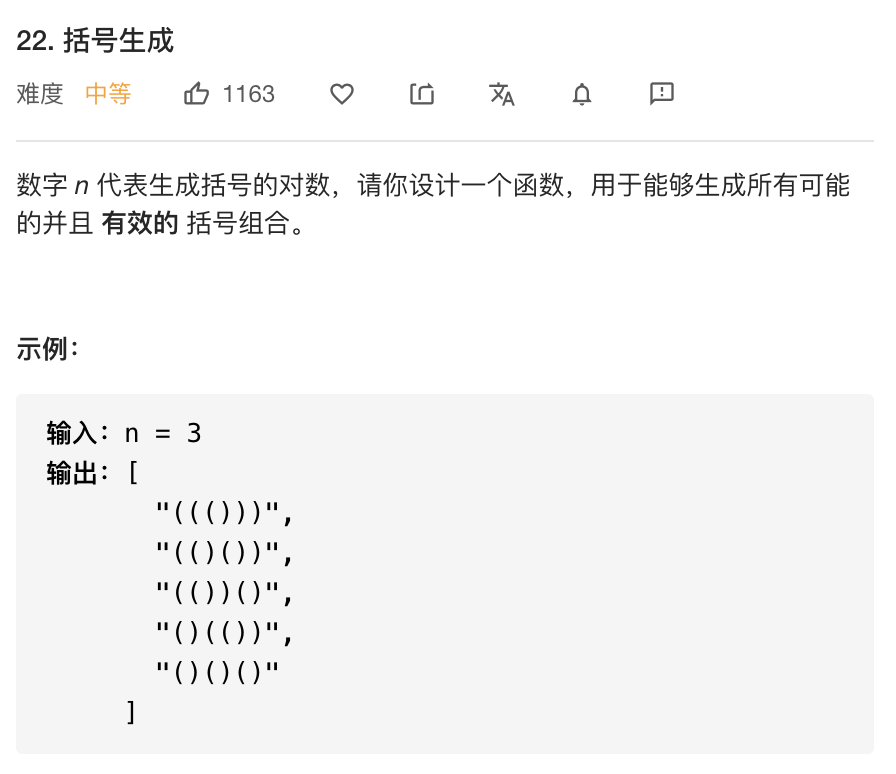 22. 括号生成
难度 中等 1163
数字 n 代表生成括号的对数，请你设计一个函数，用于能够生成所有可能
的并且 有效的 括号组合。
示例：
输入：n = 3
输出：[
"((()))",
"(()())",
"(())()",
"()(())",
"()()()"
]